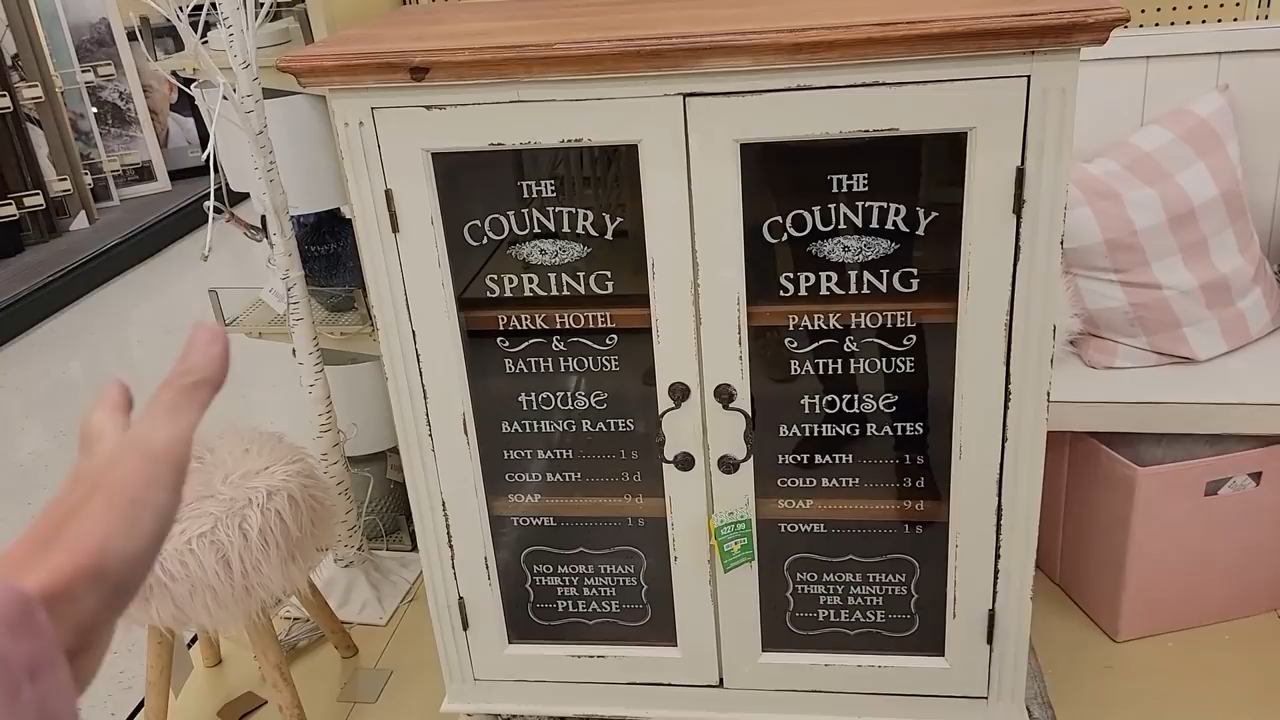 THE
COUNTRY
SPRING
PARK HOTEL
&
BATH HOUSE
HOUSE
BATHING RATES
HOT BATH ....... 1 s
COLD BATH ....... 3 d
SOAP ............... 9 d
TOWEL ............ 1 s
NO MORE THAN
THIRTY MINUTES
PER BATH
·····PLEASE·····
THE
COUNTRY
SPRING
PARK HOTEL
&
BATH HOUSE
HOUSE
BATHING RATES
HOT BATH ....... 1 s
COLD BATH ....... 3 d
SOAP ............... 9 d
TOWEL ............ 1 s
NO MORE THAN
THIRTY MINUTES
PER BATH
·····PLEASE·····
$227.99